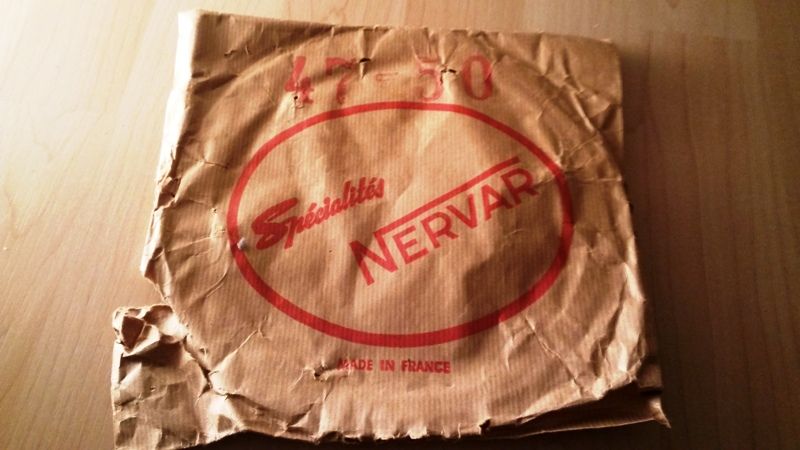 47-50
Spécialités
NERVAR
MADE IN FRANCE